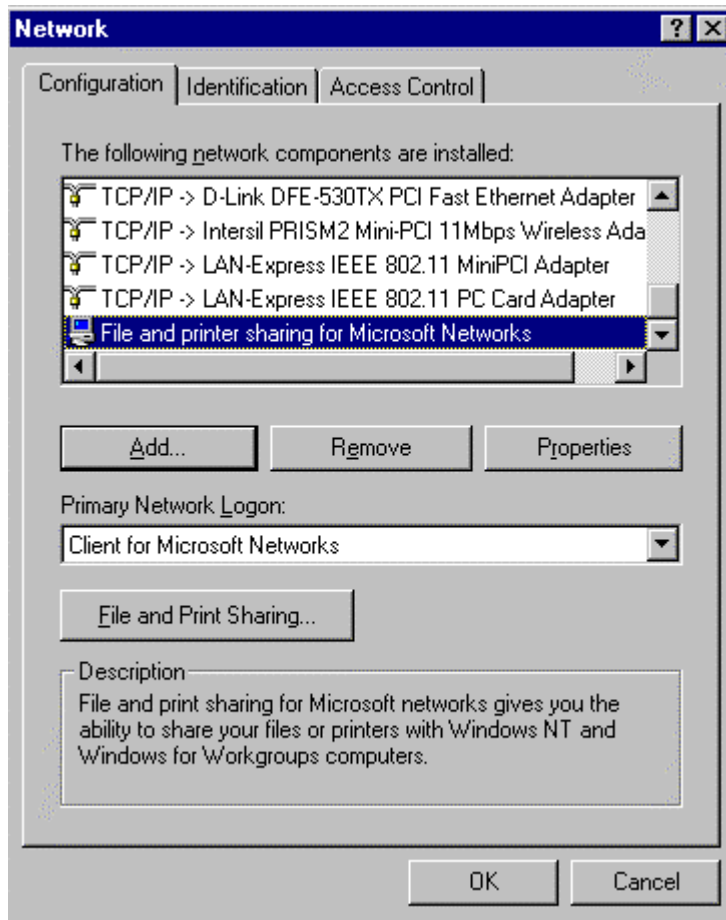 Network
Configuration
Identification
Access Control
The following network components are installed:
TCP/IP -> D-Link DFE-530TX PCI Fast Ethernet Adapter
TCP/IP -> Intersil PRISM2 Mini-PCI 11Mbps Wireless Ada
TCP/IP -> LAN-Express IEEE 802.11 MiniPCI Adapter
TCP/IP -> LAN-Express IEEE 802.11 PC Card Adapter
File and printer sharing for Microsoft Networks
Add...
Remove
Properties
Primary Network Logon:
Client for Microsoft Networks
File and Print Sharing...
Description
File and print sharing for Microsoft networks gives you the
ability to share your files or printers with Windows NT and
Windows for Workgroups computers.
OK
Cancel